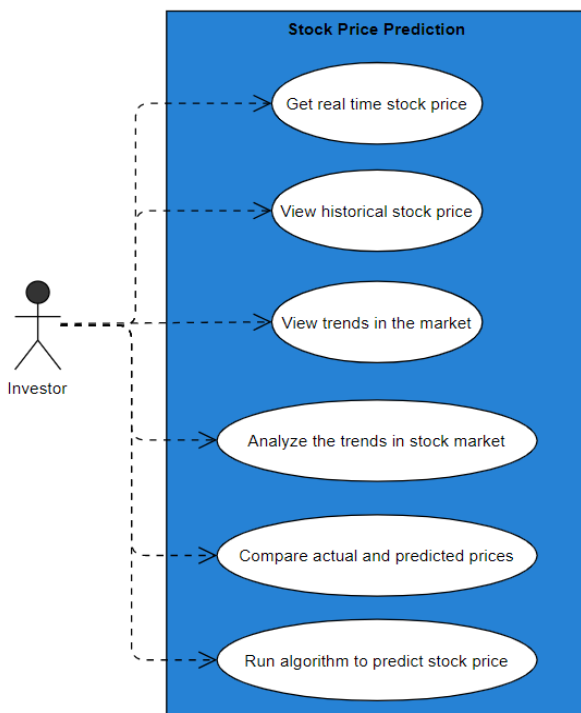 Stock Price Prediction
Get real time stock price
View historical stock price
View trends in the market
Investor
Analyze the trends in stock market
Compare actual and predicted prices
Run algorithm to predict stock price